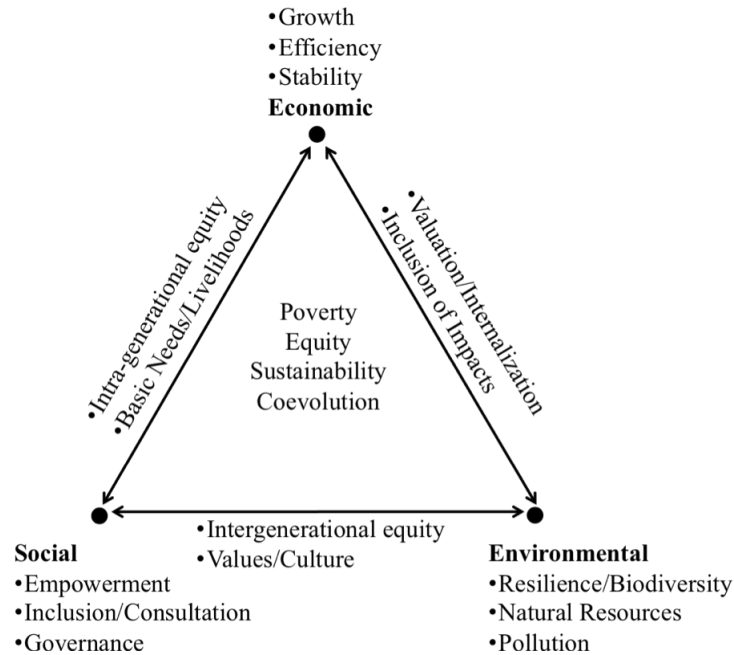 •Growth
•Efficiency
•Stability
Economic
•Intra-generational equity
•Basic Needs/Livelihoods
•Valuation/Internalization
•Inclusion of Impacts
Poverty
Equity
Sustainability
Coevolution
•Intergenerational equity
•Values/Culture
Social
•Empowerment
•Inclusion/Consultation
•Governance
Environmental
•Resilience/Biodiversity
•Natural Resources
•Pollution